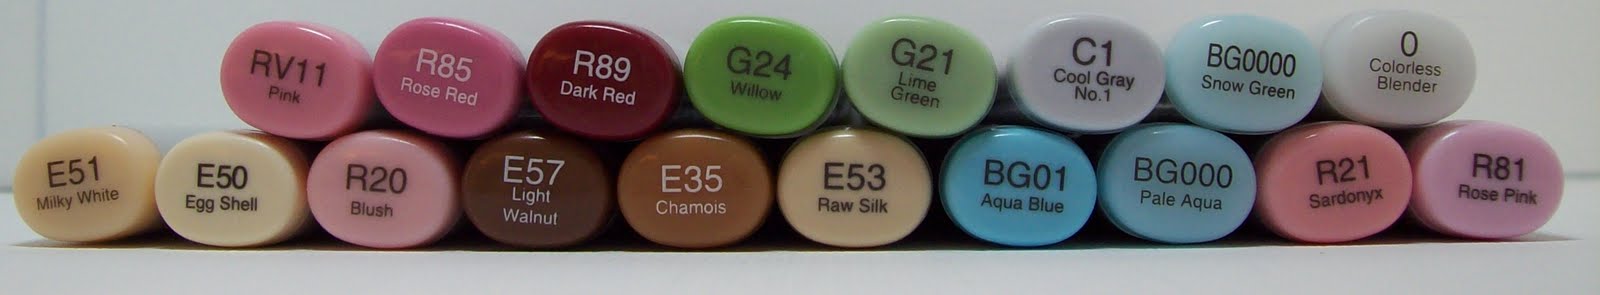 RV11
Pink
R85
Rose Red
R89
Dark Red
G24
Willow
G21
Lime
Green
C1
Cool Gray
No.1
BG0000
Snow Green
0
Colorless
Blender
E51
Milky White
E50
Egg Shell
R20
Blush
E57
Light
Walnut
E35
Chamois
E53
Raw Silk
BG01
Aqua Blue
BG000
Pale Aqua
R21
Sardonyx
R81
Rose Pink